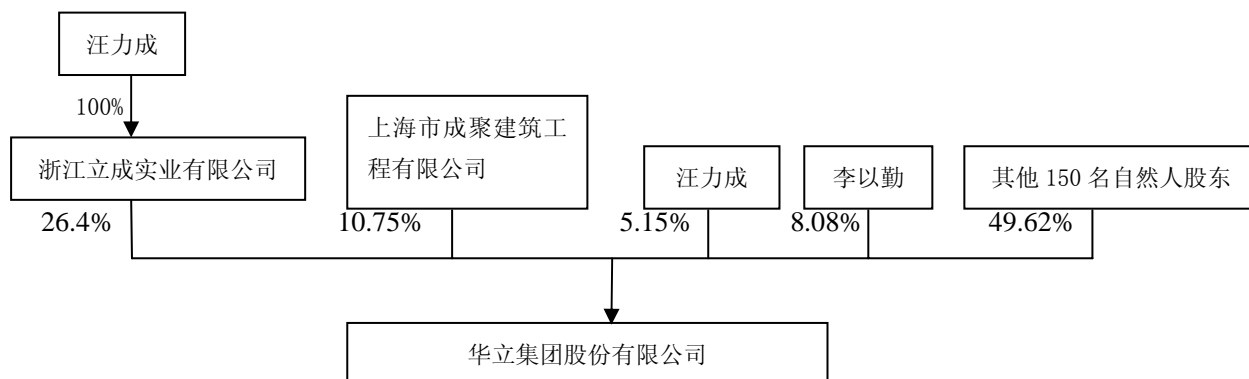 汪力成
100%
浙江立成实业有限公司
上海市成聚建筑工
程有限公司
汪力成
李以勤
其他 150 名自然人股东
26.4%
10.75%
5.15%
8.08%
49.62%
华立集团股份有限公司